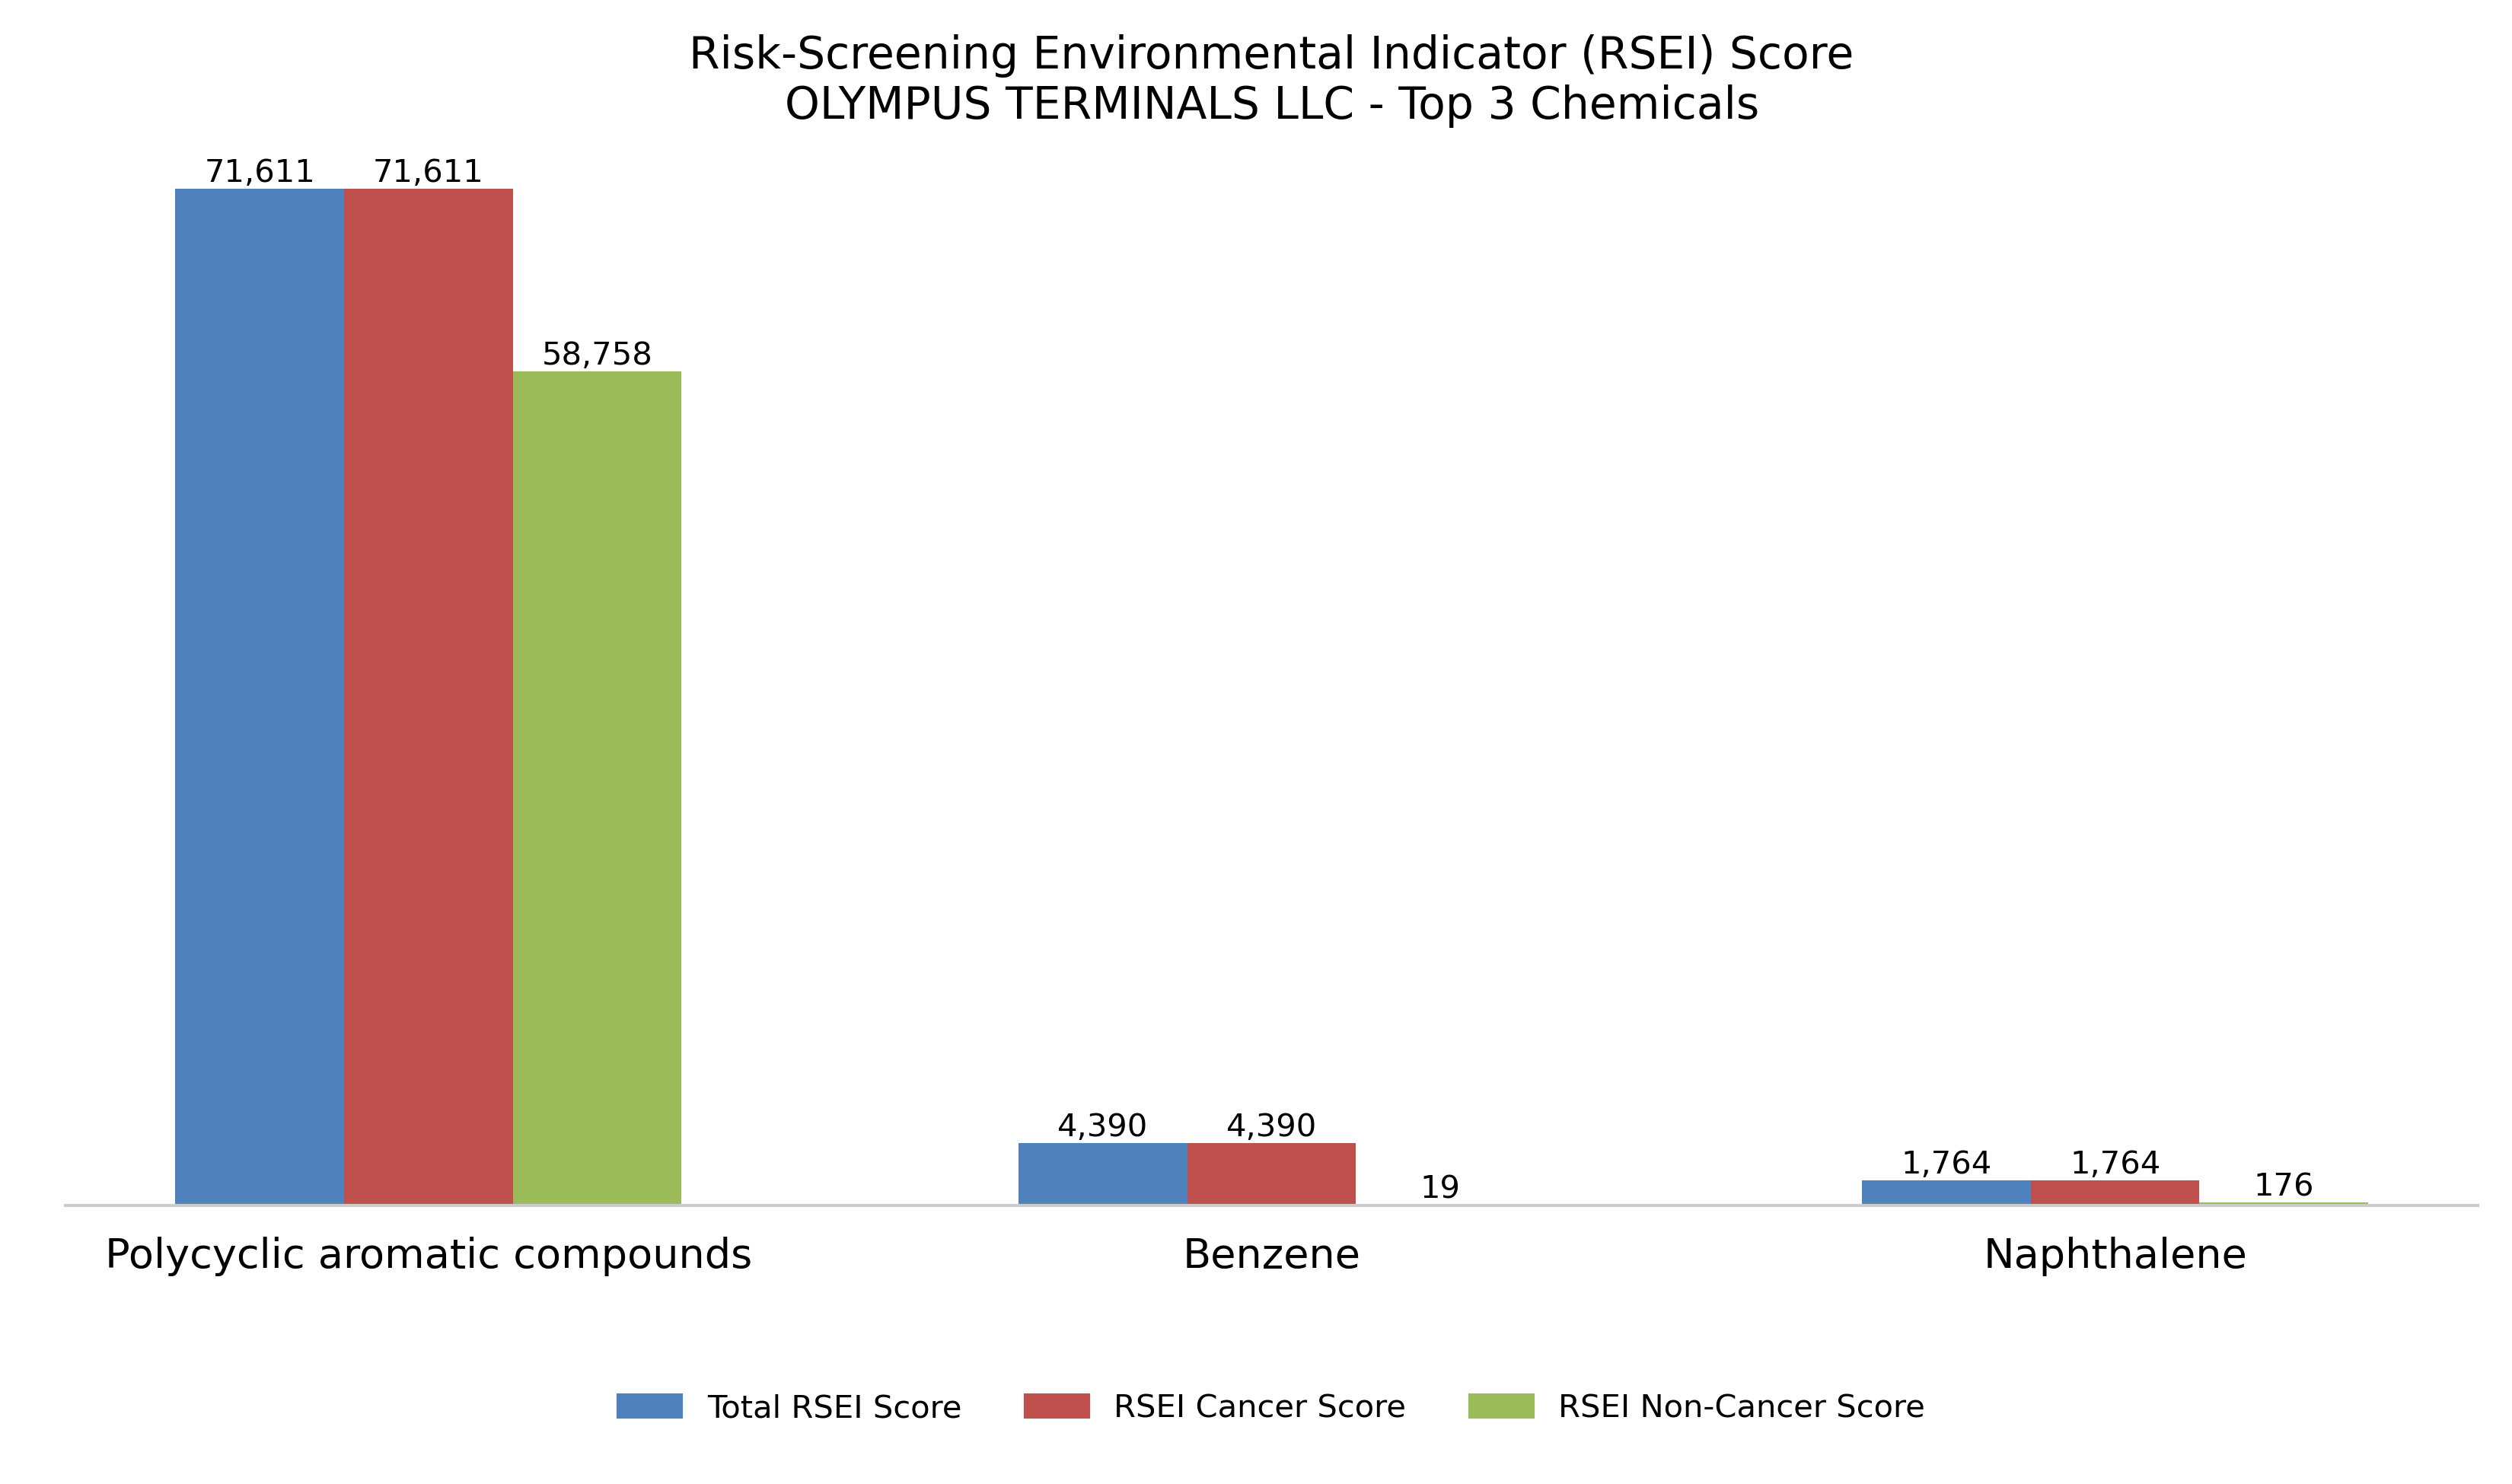 Risk-Screening Environmental Indicator (RSEI) Score
OLYMPUS TERMINALS LLC - Top 3 Chemicals
71,611
71,611
58,758
4,390
4,390
19
1,764
1,764
176
Polycyclic aromatic compounds
Benzene
Naphthalene
Total RSEI Score
RSEI Cancer Score
RSEI Non-Cancer Score